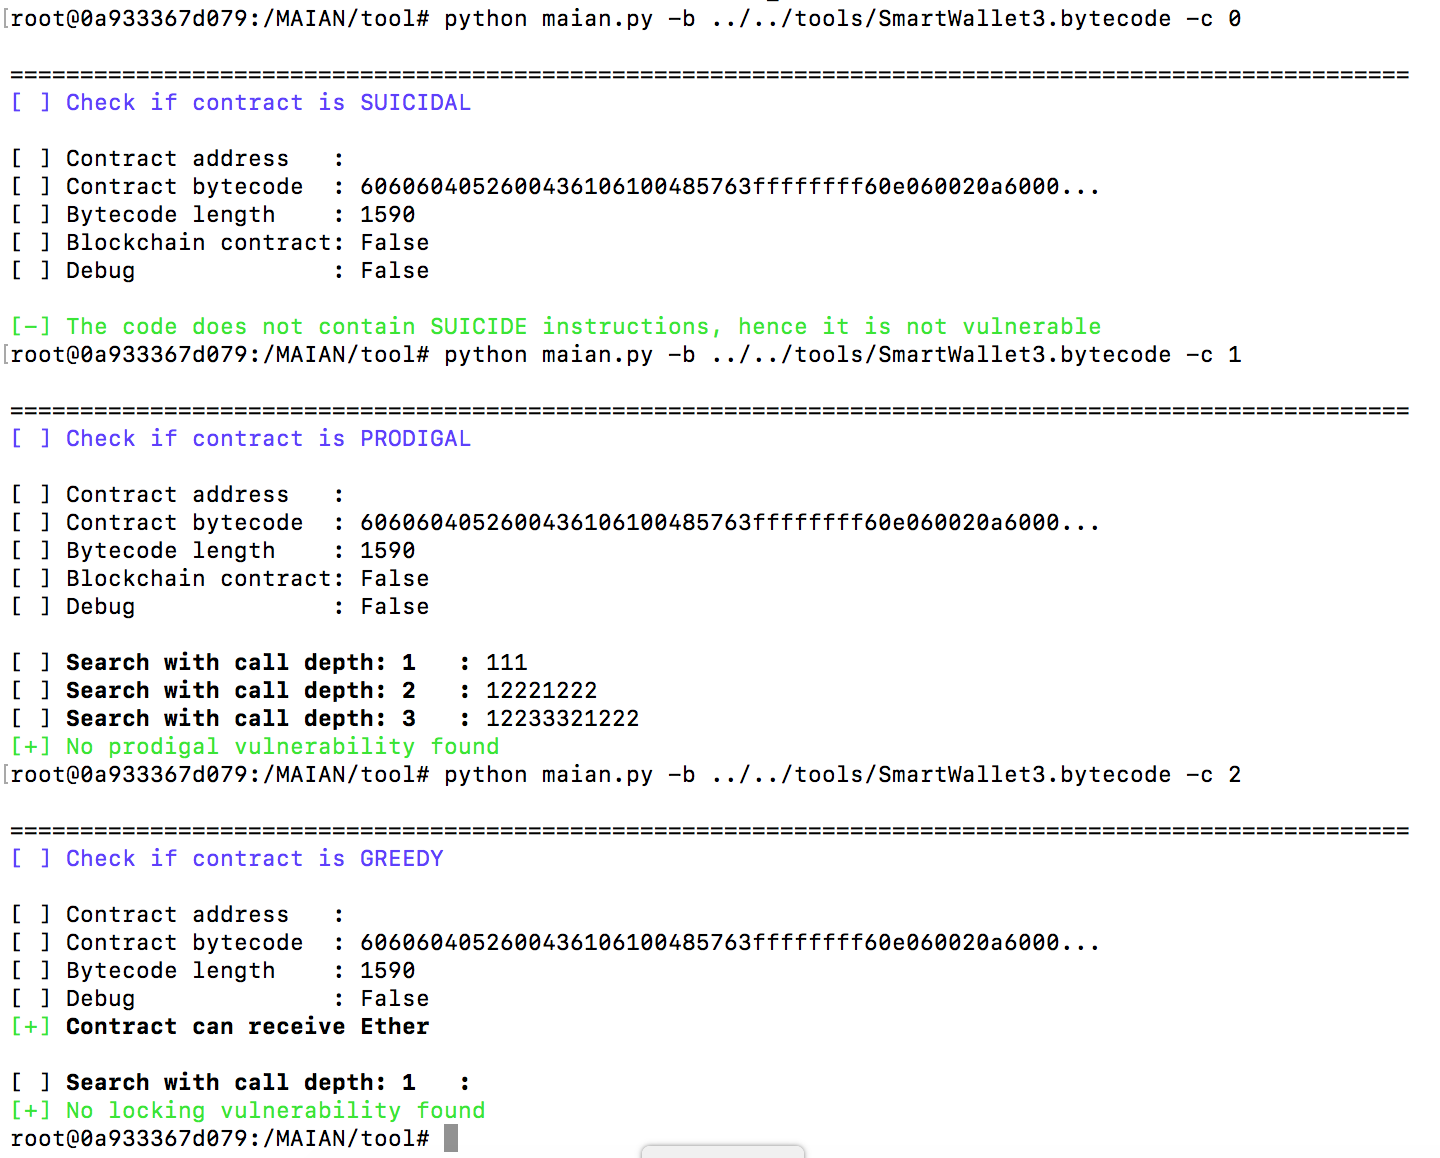 [root@0a933367d079:/MAIAN/tool# python maian.py -b ../../tools/SmartWallet3.bytecode -c 0
====================================================================================================
[ ] Check if contract is SUICIDAL
[ ] Contract address   :
[ ] Contract bytecode  : 6060604052600436106100485763ffffffff60e060020a6000...
[ ] Bytecode length    : 1590
[ ] Blockchain contract: False
[ ] Debug              : False
[-] The code does not contain SUICIDE instructions, hence it is not vulnerable
[root@0a933367d079:/MAIAN/tool# python maian.py -b ../../tools/SmartWallet3.bytecode -c 1
====================================================================================================
[ ] Check if contract is PRODIGAL
[ ] Contract address   :
[ ] Contract bytecode  : 6060604052600436106100485763ffffffff60e060020a6000...
[ ] Bytecode length    : 1590
[ ] Blockchain contract: False
[ ] Debug              : False
[ ] Search with call depth: 1   : 111
[ ] Search with call depth: 2   : 12221222
[ ] Search with call depth: 3   : 12233321222
[+] No prodigal vulnerability found
[root@0a933367d079:/MAIAN/tool# python maian.py -b ../../tools/SmartWallet3.bytecode -c 2
====================================================================================================
[ ] Check if contract is GREEDY
[ ] Contract address   :
[ ] Contract bytecode  : 6060604052600436106100485763ffffffff60e060020a6000...
[ ] Bytecode length    : 1590
[ ] Debug              : False
[+] Contract can receive Ether
[ ] Search with call depth: 1   :
[+] No locking vulnerability found
root@0a933367d079:/MAIAN/tool#